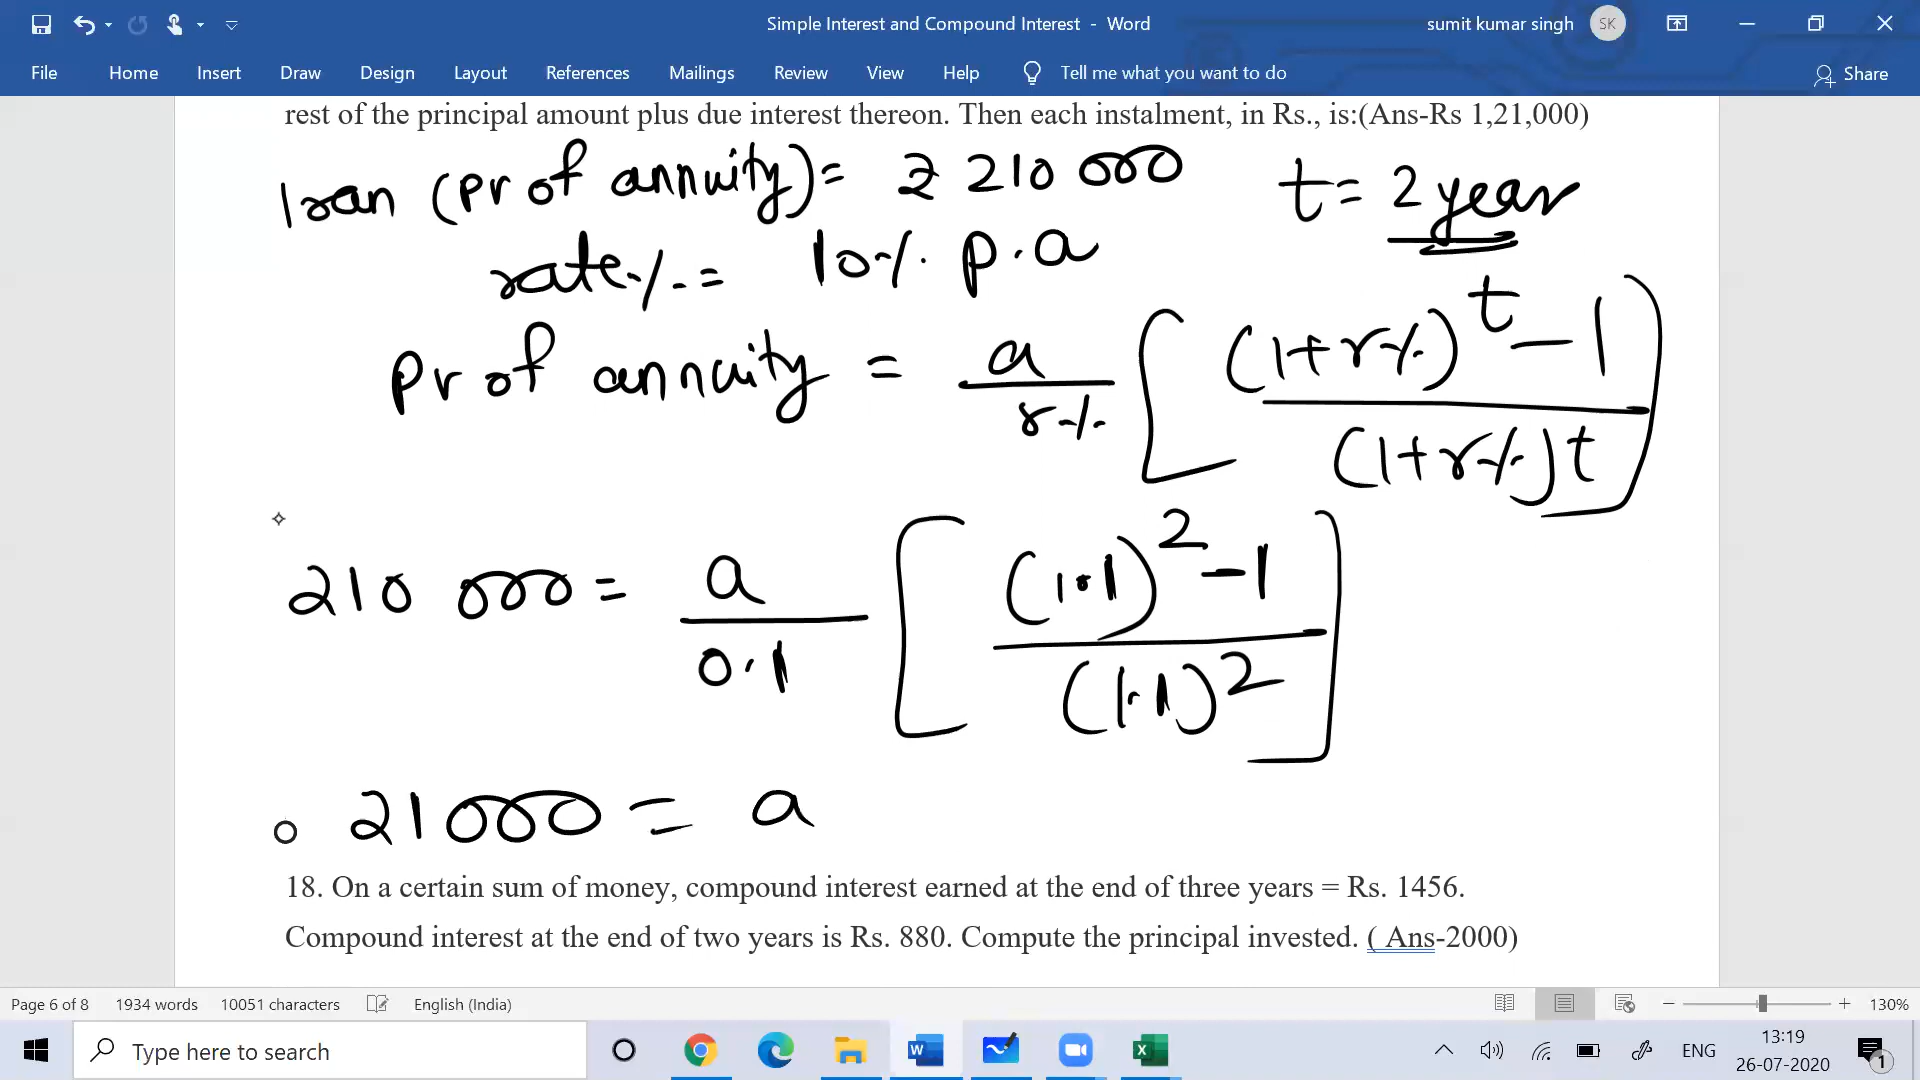 Simple Interest and Compound Interest - Word
sumit kumar singh SK
File Home Insert Draw Design Layout References Mailings Review View Help Tell me what you want to do Share
rest of the principal amount plus due interest thereon. Then each instalment, in Rs., is:(Ans-Rs 1,21,000)
loan (pr of annuity) = ₹ 210 000 t = 2 year
rate % = 10 % p.a
pr of annuity = a / r% [ ((1+r%)^t - 1) / (1+r%)t ]
210 000 = a / 0.1 [ ((1.1)^2 - 1) / (1.1)^2 ]
21000 = a
18. On a certain sum of money, compound interest earned at the end of three years = Rs. 1456.
Compound interest at the end of two years is Rs. 880. Compute the principal invested. ( Ans-2000)
Page 6 of 8 1934 words 10051 characters English (India) 130%
Type here to search
ENG 13:19
26-07-2020 1